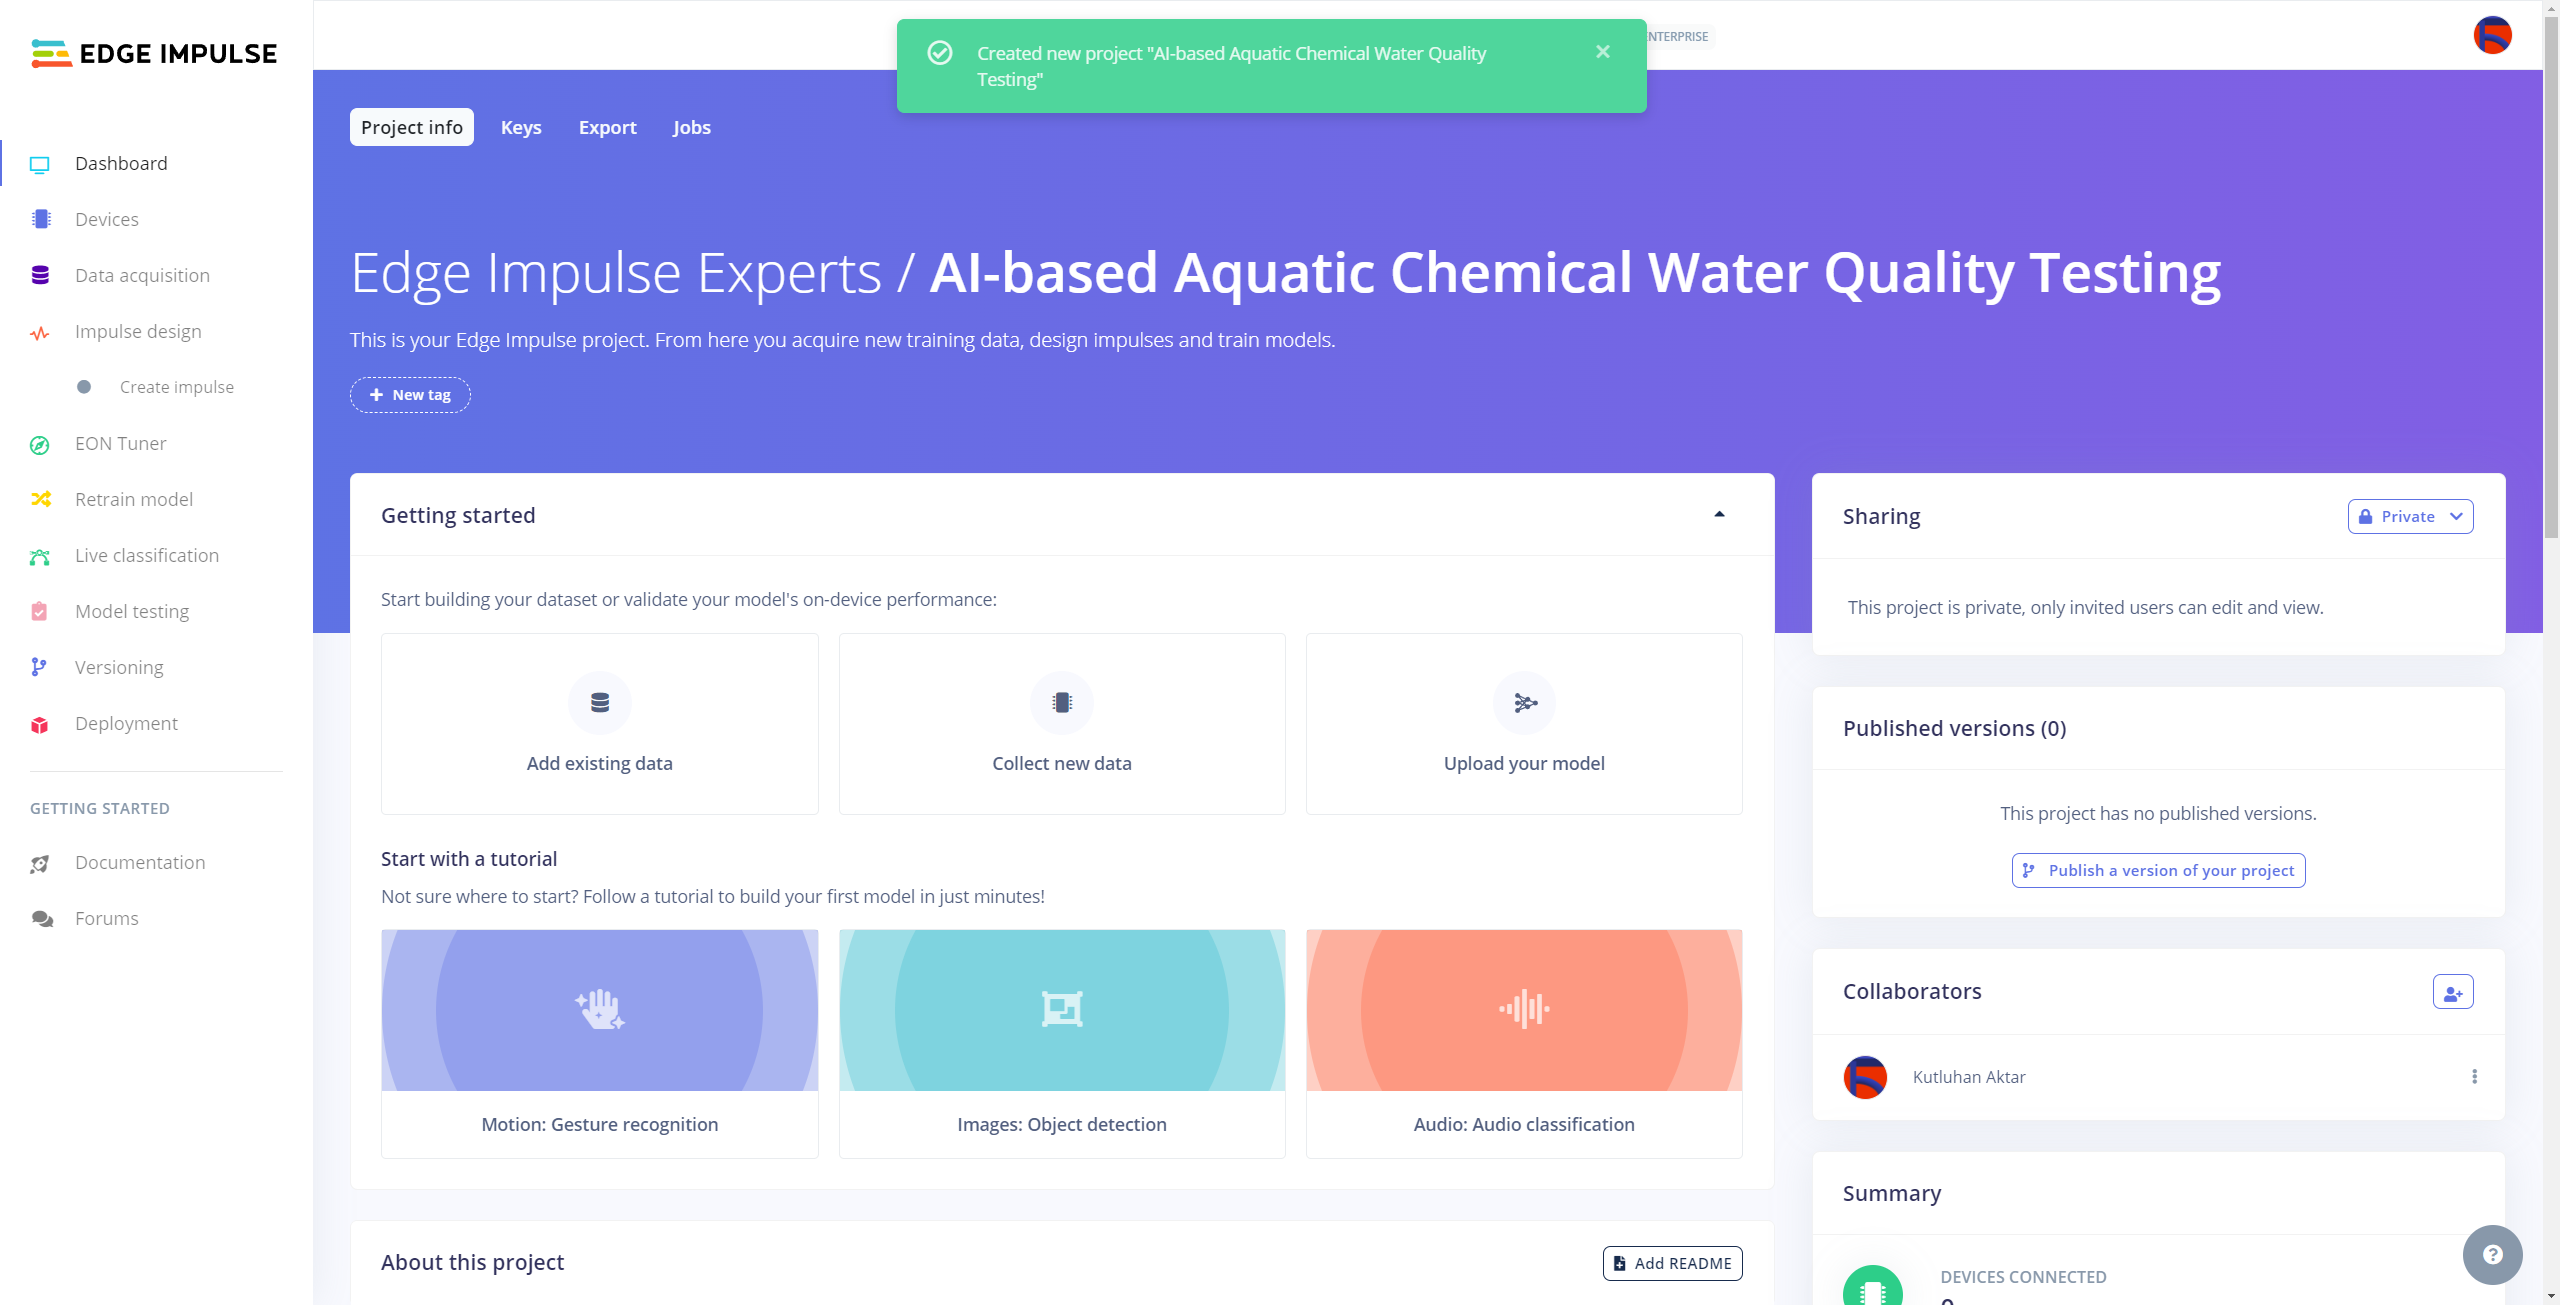 EDGE IMPULSE
Dashboard
Devices
Data acquisition
Impulse design
Create impulse
EON Tuner
Retrain model
Live classification
Model testing
Versioning
Deployment
GETTING STARTED
Documentation
Forums
Created new project "AI-based Aquatic Chemical Water Quality
Testing"
Project info
Keys
Export
Jobs
Edge Impulse Experts / AI-based Aquatic Chemical Water Quality Testing
This is your Edge Impulse project. From here you acquire new training data, design impulses and train models.
+ New tag
Getting started
Start building your dataset or validate your model's on-device performance:
Add existing data
Collect new data
Upload your model
Start with a tutorial
Not sure where to start? Follow a tutorial to build your first model in just minutes!
Motion: Gesture recognition
Images: Object detection
Audio: Audio classification
About this project
Add README
Sharing
Private
This project is private, only invited users can edit and view.
Published versions (0)
This project has no published versions.
Publish a version of your project
Collaborators
Kutluhan Aktar
Summary
DEVICES CONNECTED